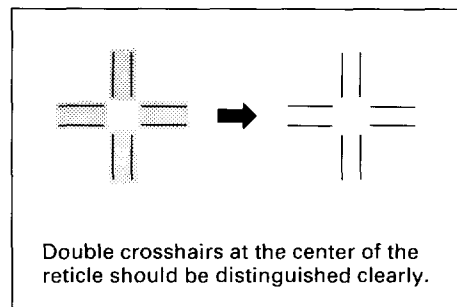 Double crosshairs at the center of the
reticle should be distinguished clearly.